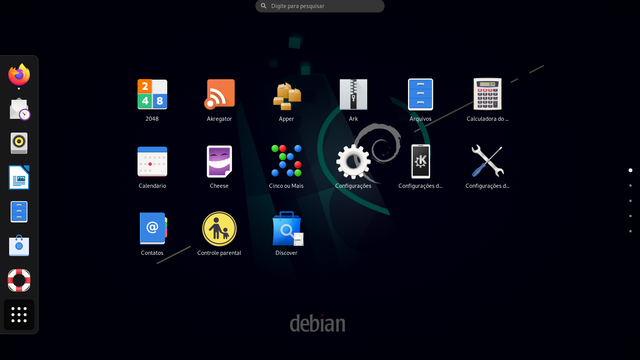 Digite para pesquisar
2048
Akregator
Apper
Ark
Arquivos
Calculadora do ...
Calendário
Cheese
Cinco ou Mais
Configurações
Configurações d...
Configurações d...
Contatos
Controle parental
Discover
debian